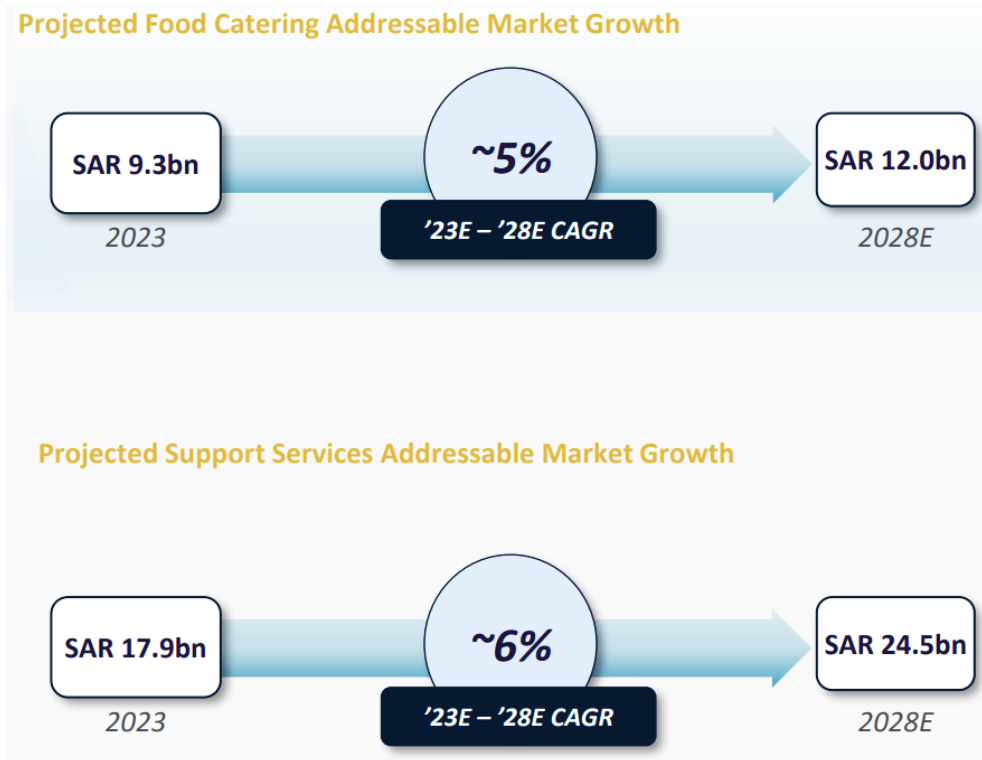 Projected Food Catering Addressable Market Growth
SAR 9.3bn
~5%
SAR 12.0bn
’23E – ’28E CAGR
2023
2028E
Projected Support Services Addressable Market Growth
SAR 17.9bn
~6%
SAR 24.5bn
’23E – ’28E CAGR
2023
2028E